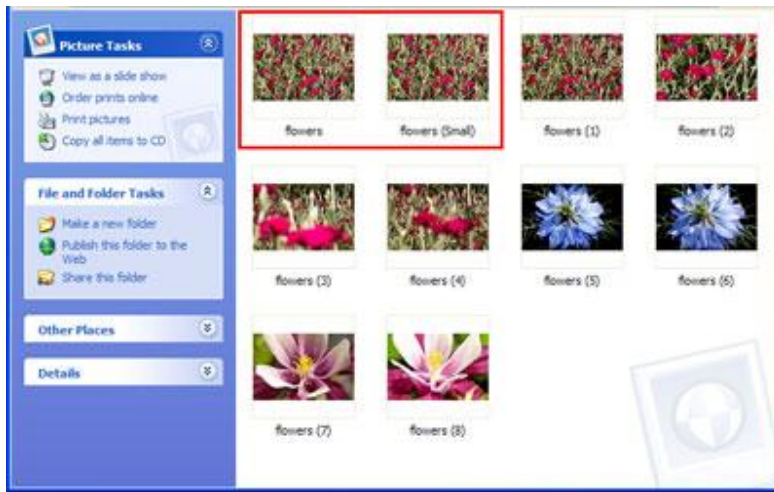 Picture Tasks
View as a slide show
Order prints online
Print pictures
Copy all items to CD
File and Folder Tasks
Make a new folder
Publish this folder to the
Web
Share this folder
Other Places
Details
flowers
flowers (Small)
flowers (1)
flowers (2)
flowers (3)
flowers (4)
flowers (5)
flowers (6)
flowers (7)
flowers (8)